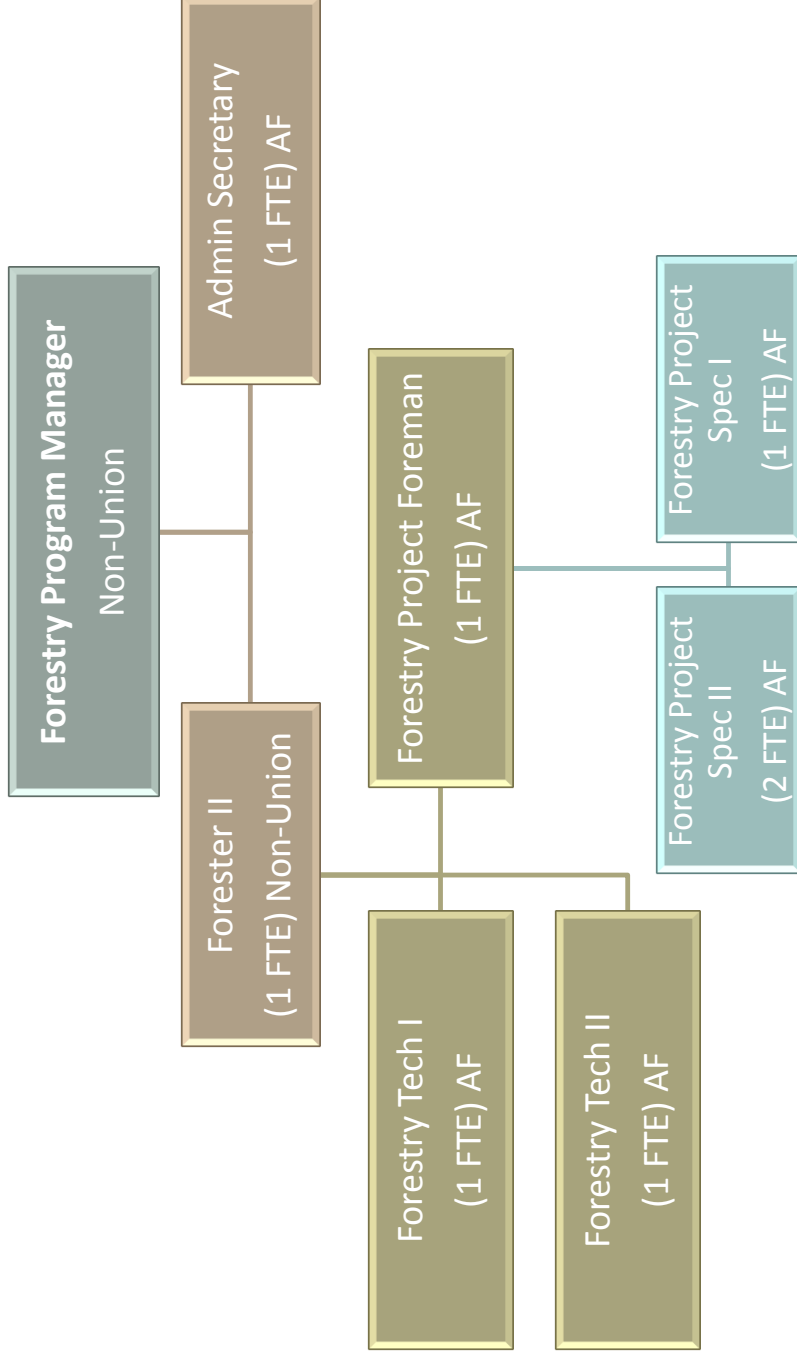 Forestry Program Manager
Non-Union
Forester II
(1 FTE) Non-Union
Admin Secretary
(1 FTE) AF
Forestry Tech I
(1 FTE) AF
Forestry Project Foreman
(1 FTE) AF
Forestry Tech II
(1 FTE) AF
Forestry Project
Spec II
(2 FTE) AF
Forestry Project
Spec I
(1 FTE) AF